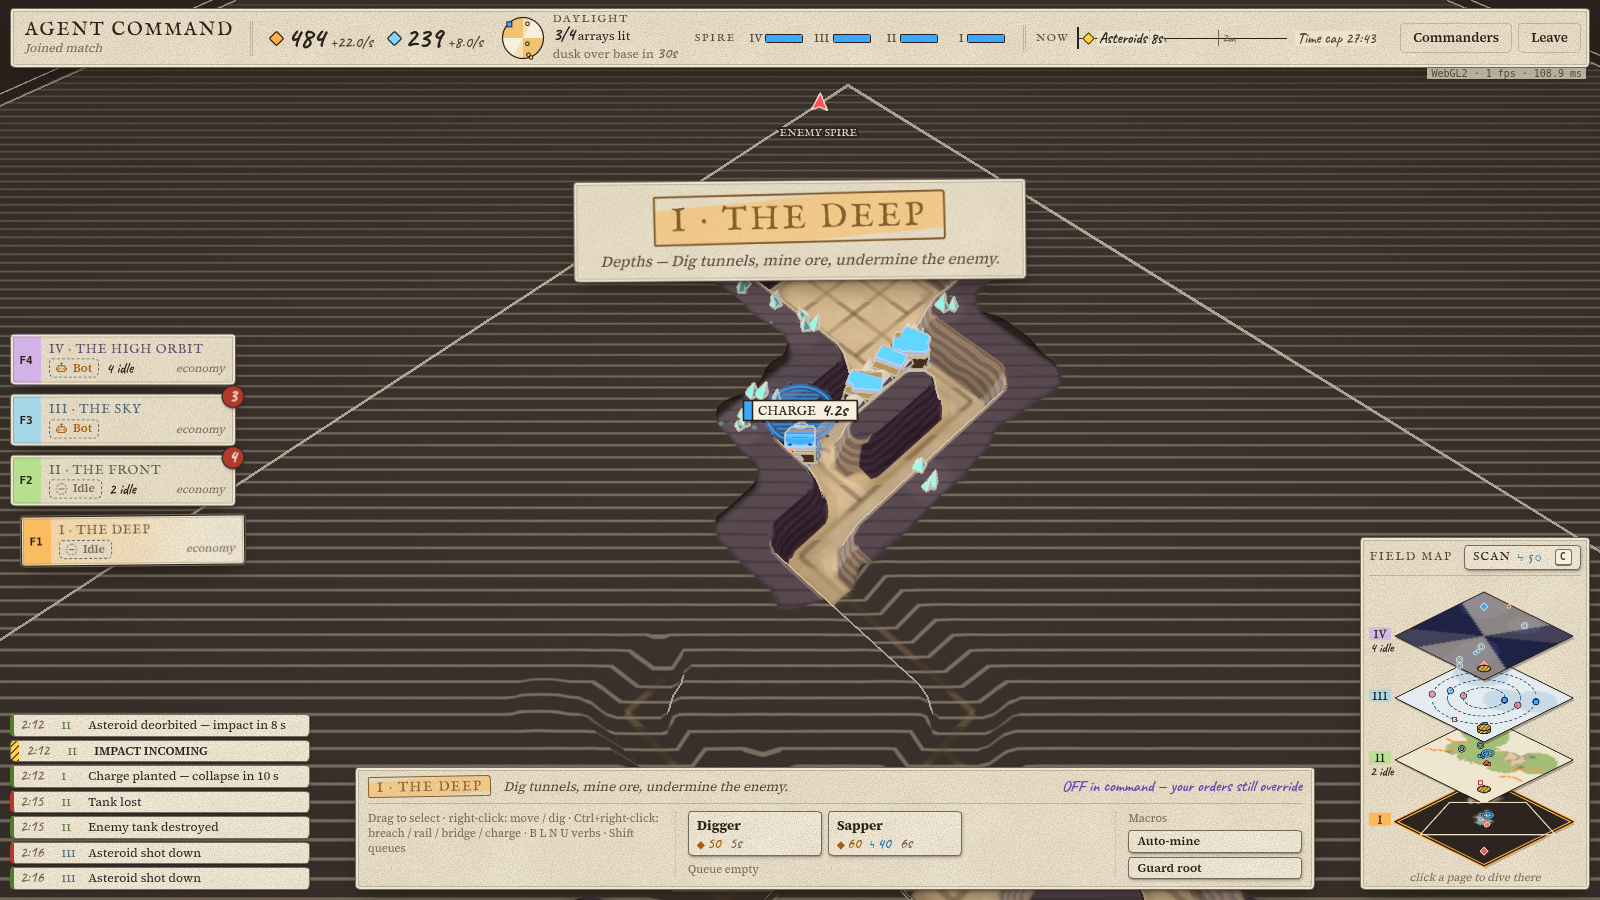 AGENT COMMAND
Joined match
484 +22.0/s 239 +8.0/s
DAYLIGHT
3/4 arrays lit
dusk over base in 30s
SPIRE IV III II I
NOW Asteroids 8s 2m Time cap 27:43
Commanders Leave
WebGL2 · 1 fps · 108.9 ms
ENEMY SPIRE
I · THE DEEP
Depths — Dig tunnels, mine ore, undermine the enemy.
CHARGE 4.2s
F4 IV · THE HIGH ORBIT
Bot 4 idle economy
3
F3 III · THE SKY
Bot economy
4
F2 II · THE FRONT
Idle 2 idle economy
F1 I · THE DEEP
Idle economy
2:12 II Asteroid deorbited — impact in 8 s
2:12 II IMPACT INCOMING
2:12 I Charge planted — collapse in 10 s
2:15 II Tank lost
2:15 II Enemy tank destroyed
2:16 III Asteroid shot down
2:16 III Asteroid shot down
I · THE DEEP Dig tunnels, mine ore, undermine the enemy.
OFF in command — your orders still override
Drag to select · right-click: move / dig · Ctrl+right-click:
breach / rail / bridge / charge · B L N U verbs · Shift
queues
Digger
50 5s
Sapper
60 40 6s
Queue empty
Macros
Auto-mine
Guard root
FIELD MAP SCAN 50 C
IV
4 idle
III
II
2 idle
I
click a page to dive there